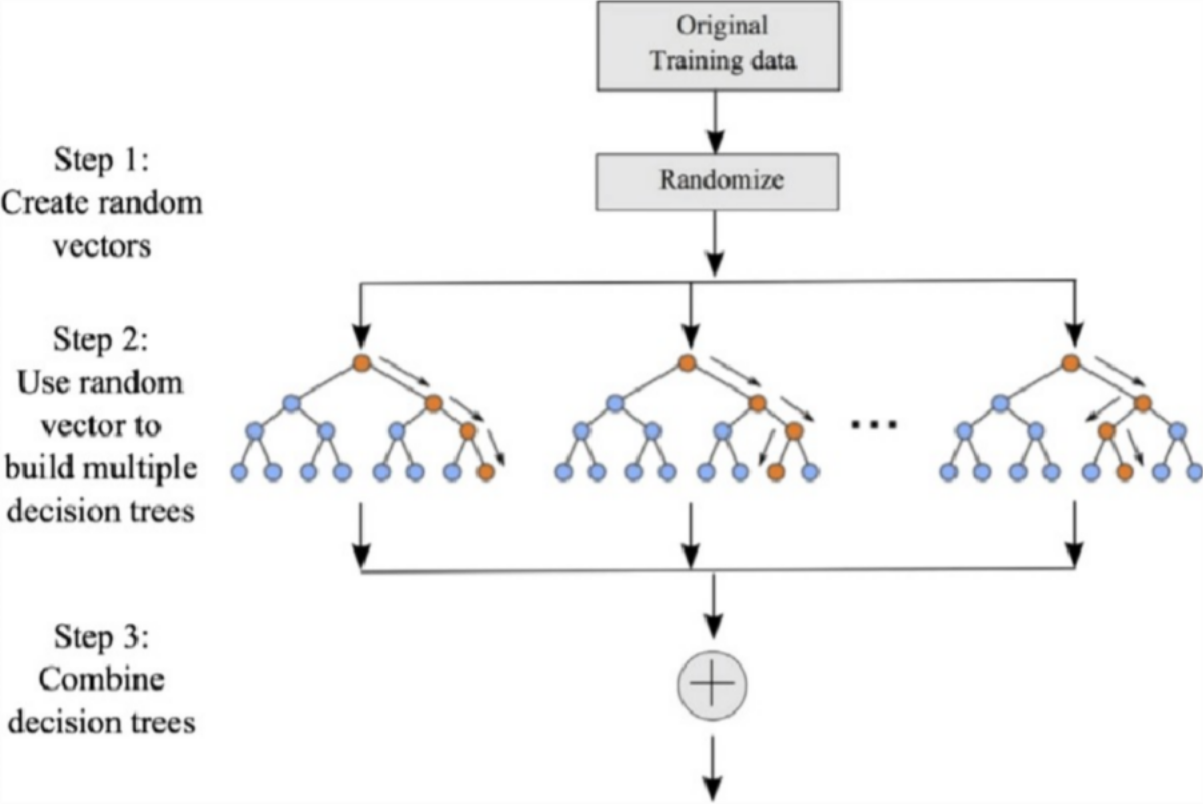 Original
Training data
Step 1:
Create random
vectors
Randomize
Step 2:
Use random
vector to
build multiple
decision trees
...
Step 3:
Combine
decision trees